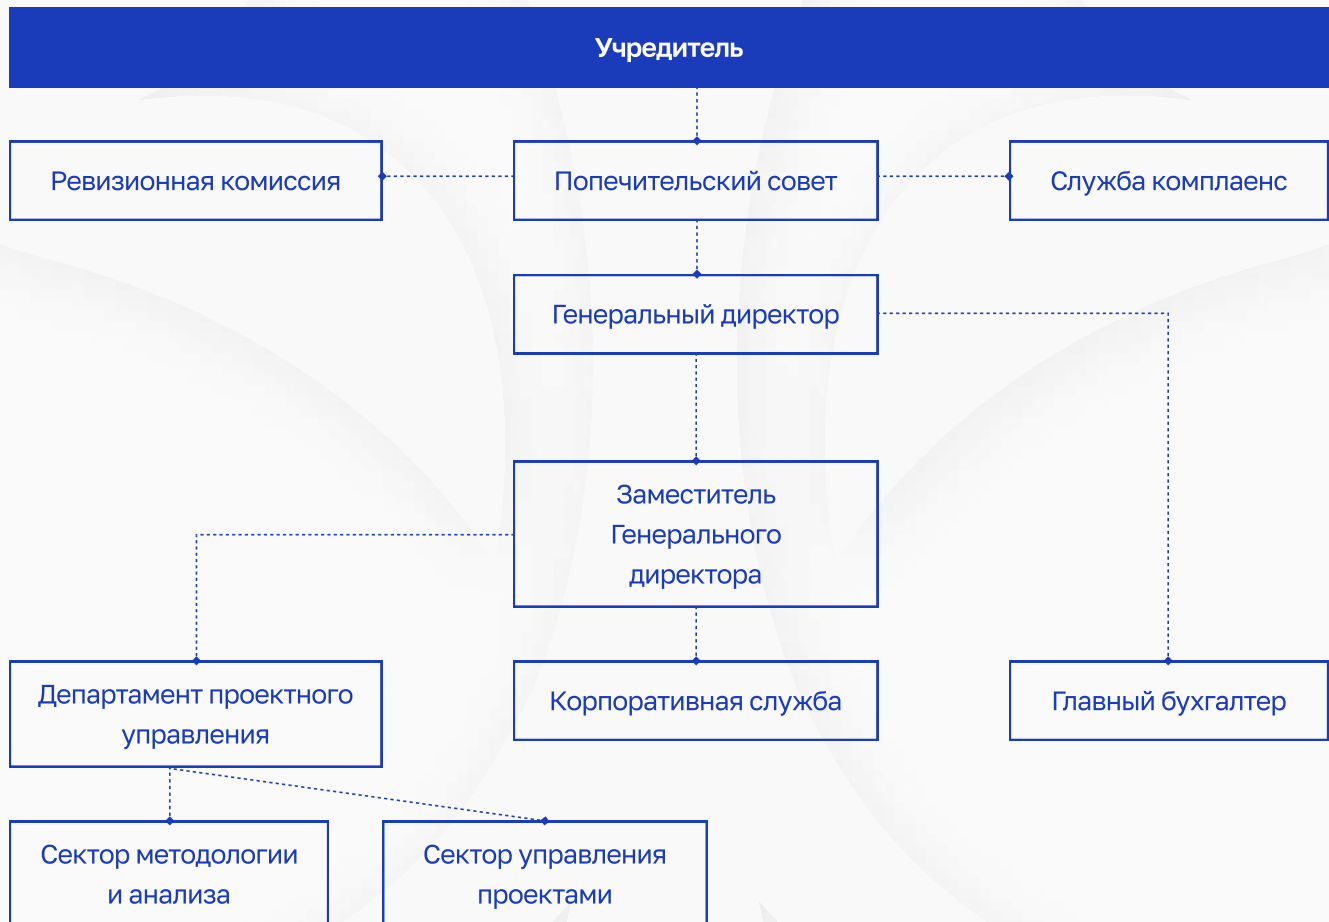 Учредитель
Ревизионная комиссия
Попечительский совет
Служба комплаенс
Генеральный директор
Заместитель
Генерального
директора
Департамент проектного
управления
Корпоративная служба
Главный бухгалтер
Сектор методологии
и анализа
Сектор управления
проектами